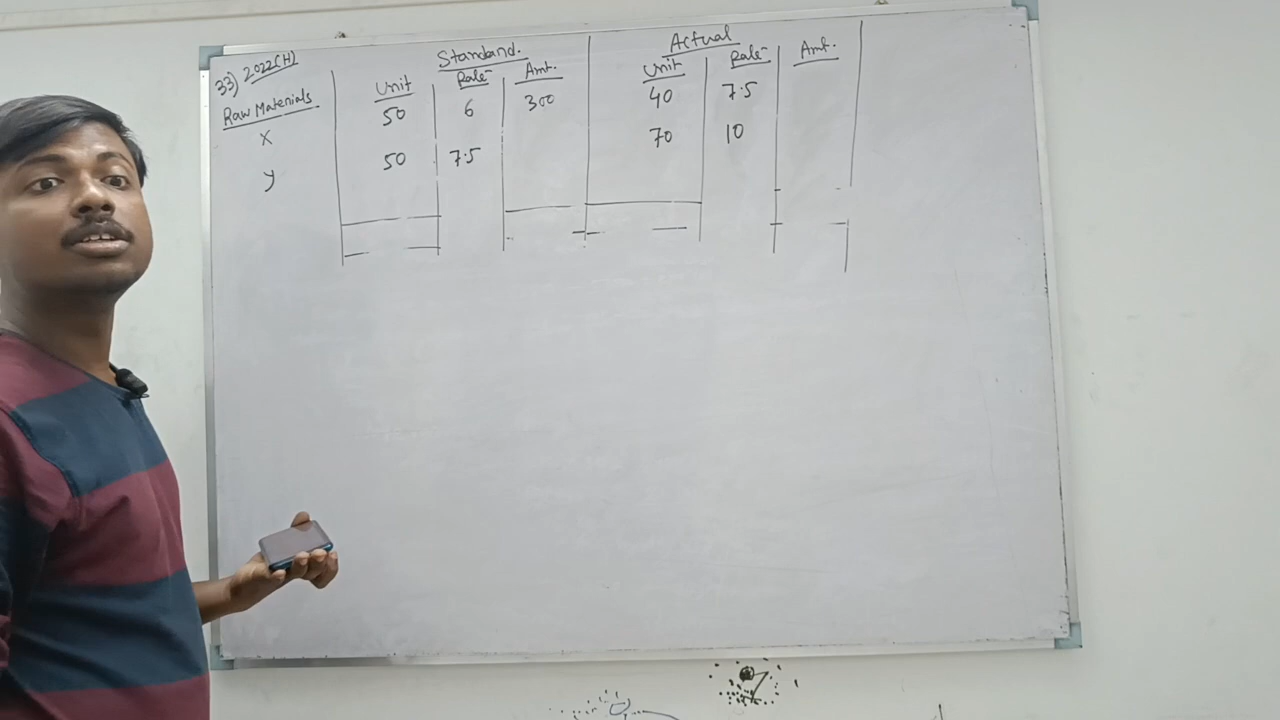 33) 2022(H)
Standard. Actual
Raw Materials Unit Rate Amt. Unit Rate Amt.
X 50 6 300 40 7.5
y 50 7.5 70 10